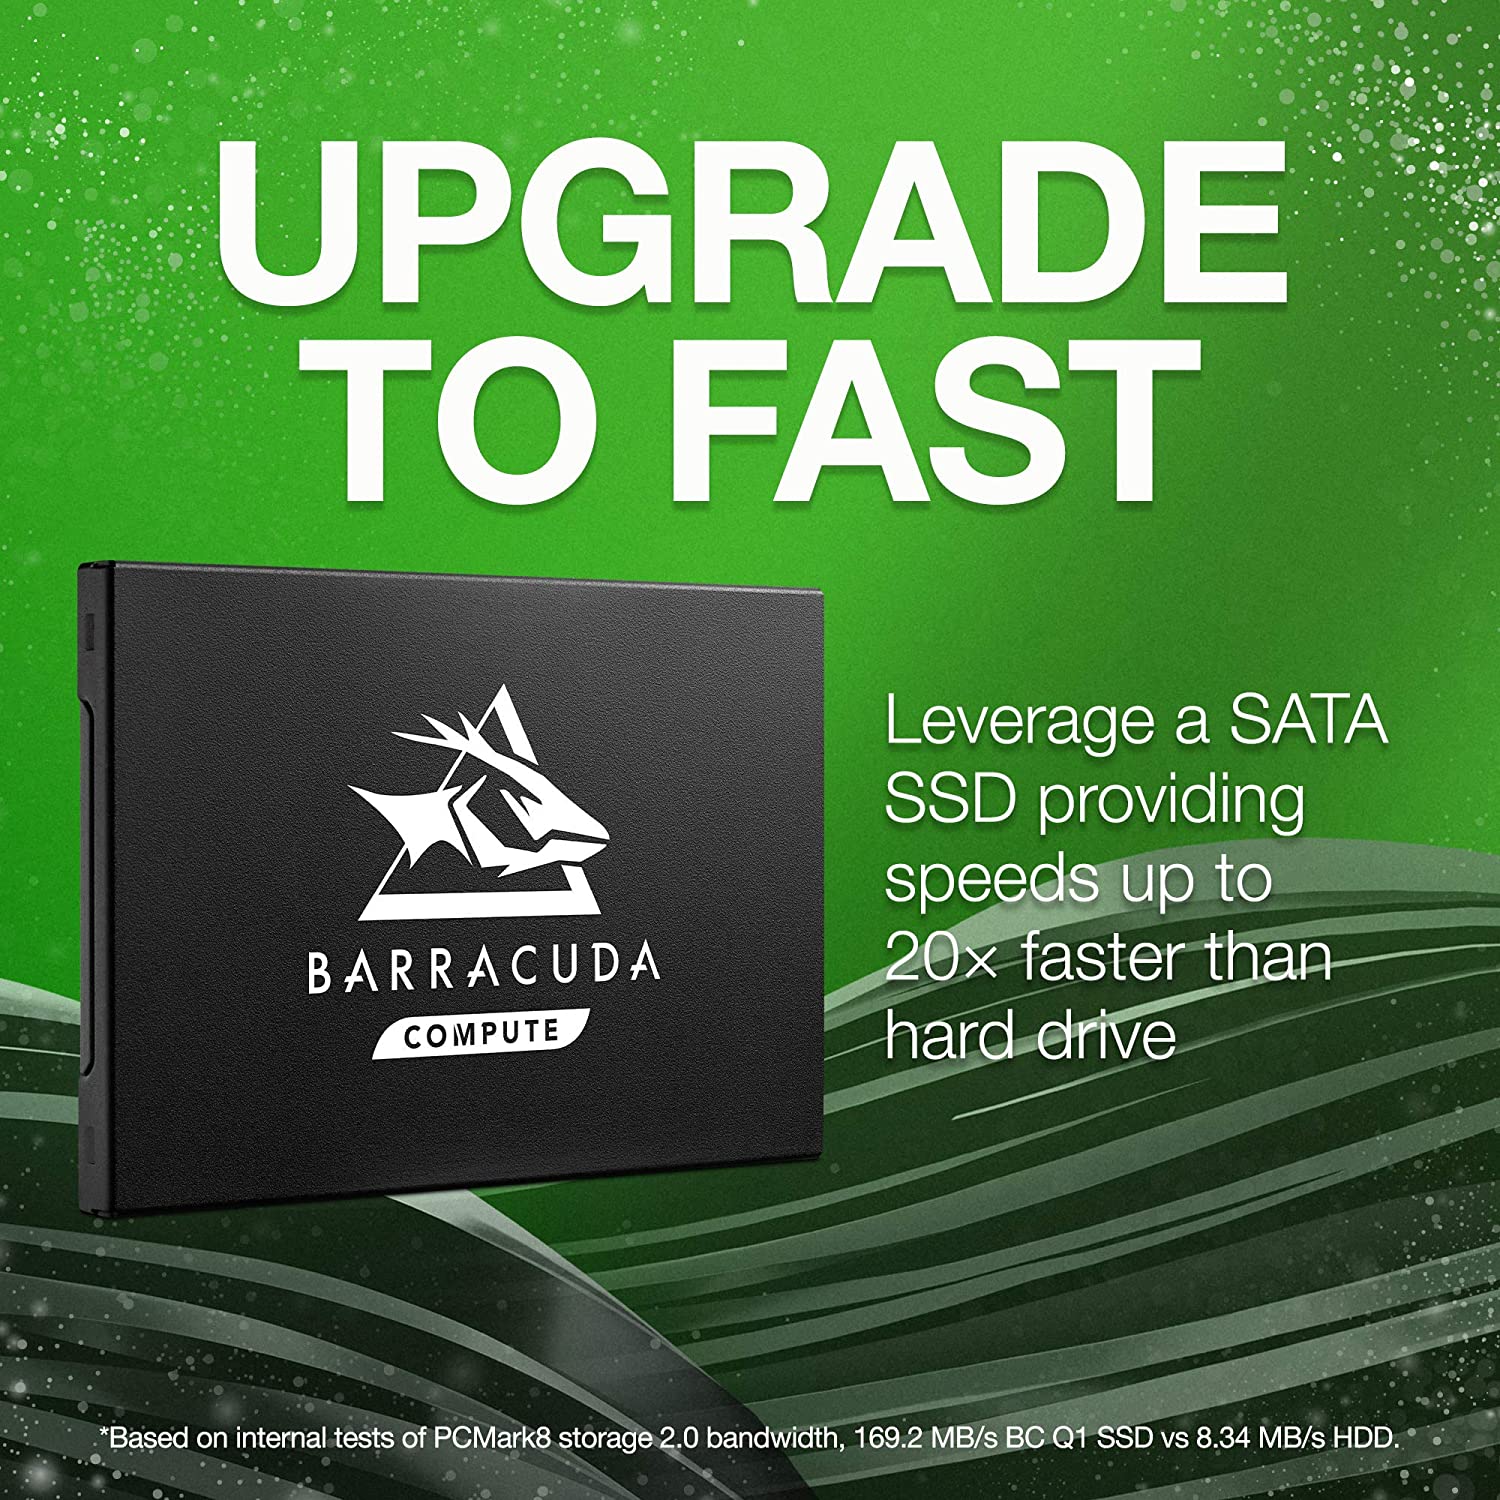 UPGRADE
TO FAST
BARRACUDA
COMPUTE
Leverage a SATA
SSD providing
speeds up to
20× faster than
hard drive
*Based on internal tests of PCMark8 storage 2.0 bandwidth, 169.2 MB/s BC Q1 SSD vs 8.34 MB/s HDD.